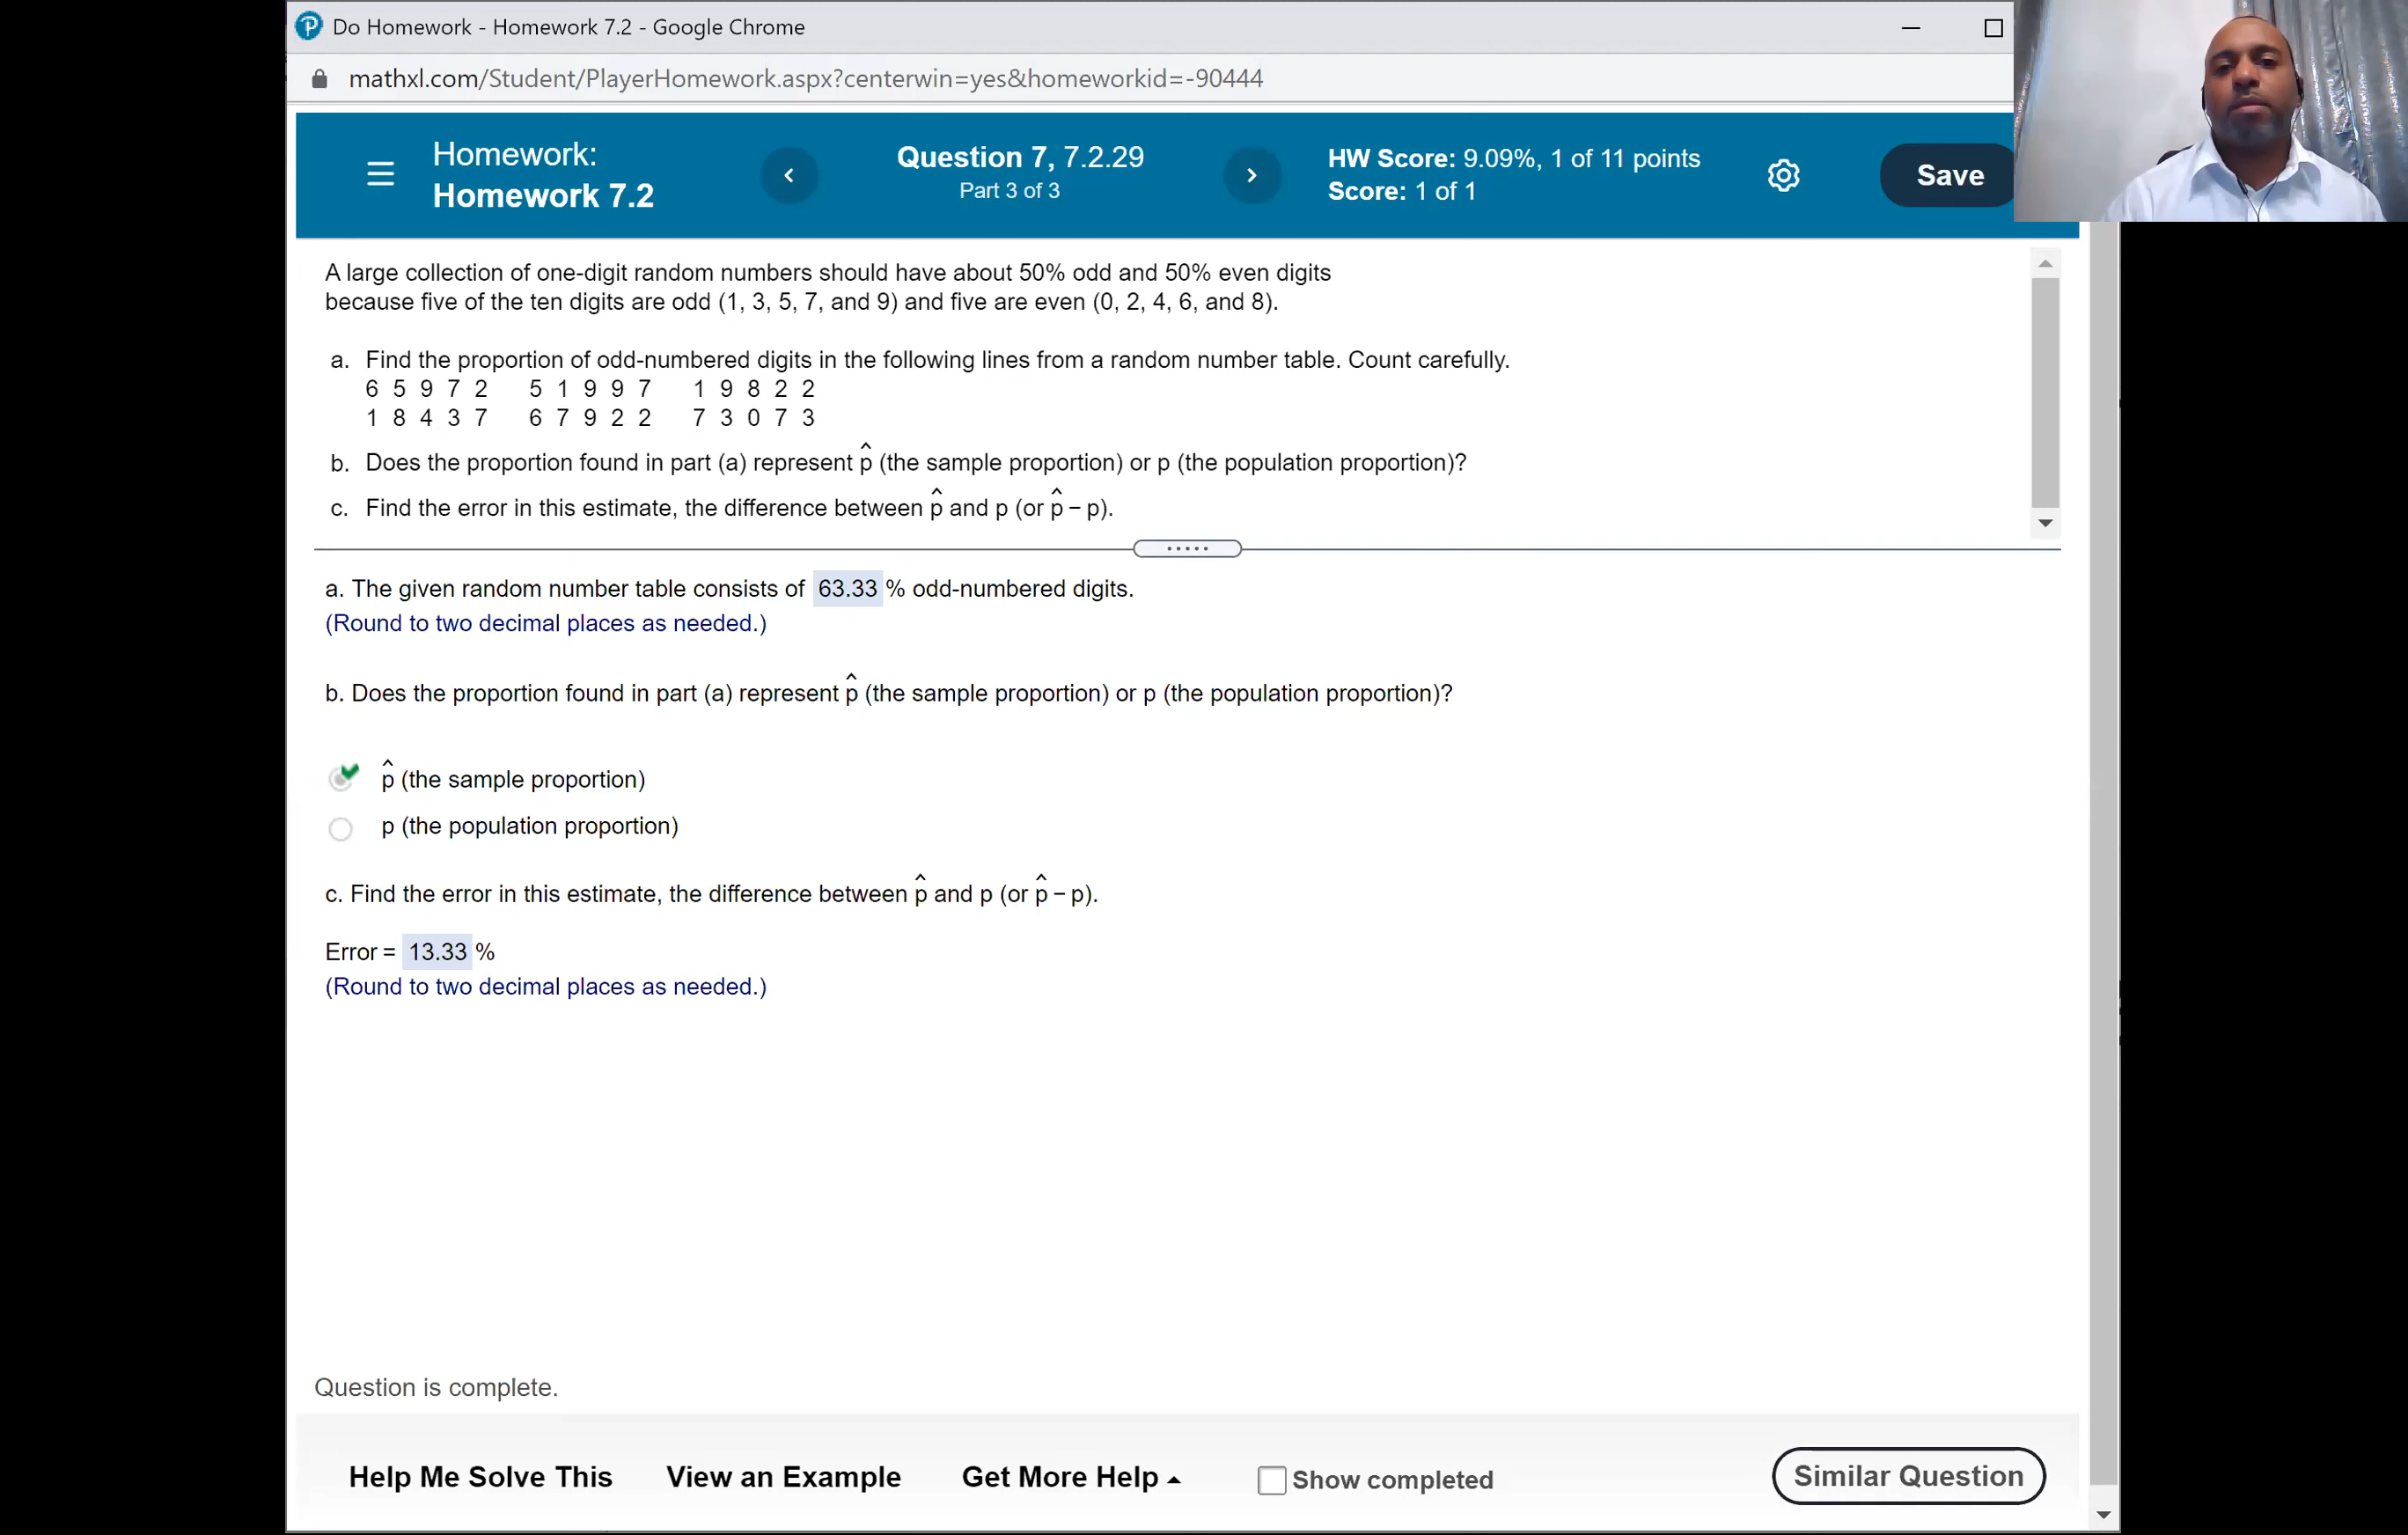 Do Homework - Homework 7.2 - Google Chrome
mathxl.com/Student/PlayerHomework.aspx?centerwin=yes&homeworkid=-90444
Homework:
Homework 7.2
Question 7, 7.2.29
Part 3 of 3
HW Score: 9.09%, 1 of 11 points
Score: 1 of 1
Save
A large collection of one-digit random numbers should have about 50% odd and 50% even digits
because five of the ten digits are odd (1, 3, 5, 7, and 9) and five are even (0, 2, 4, 6, and 8).
a. Find the proportion of odd-numbered digits in the following lines from a random number table. Count carefully.
6 5 9 7 2 5 1 9 9 7 1 9 8 2 2
1 8 4 3 7 6 7 9 2 2 7 3 0 7 3
b. Does the proportion found in part (a) represent p̂ (the sample proportion) or p (the population proportion)?
c. Find the error in this estimate, the difference between p̂ and p (or p̂ − p).
a. The given random number table consists of 63.33 % odd-numbered digits.
(Round to two decimal places as needed.)
b. Does the proportion found in part (a) represent p̂ (the sample proportion) or p (the population proportion)?
p̂ (the sample proportion)
p (the population proportion)
c. Find the error in this estimate, the difference between p̂ and p (or p̂ − p).
Error = 13.33 %
(Round to two decimal places as needed.)
Question is complete.
Help Me Solve This
View an Example
Get More Help
Show completed
Similar Question